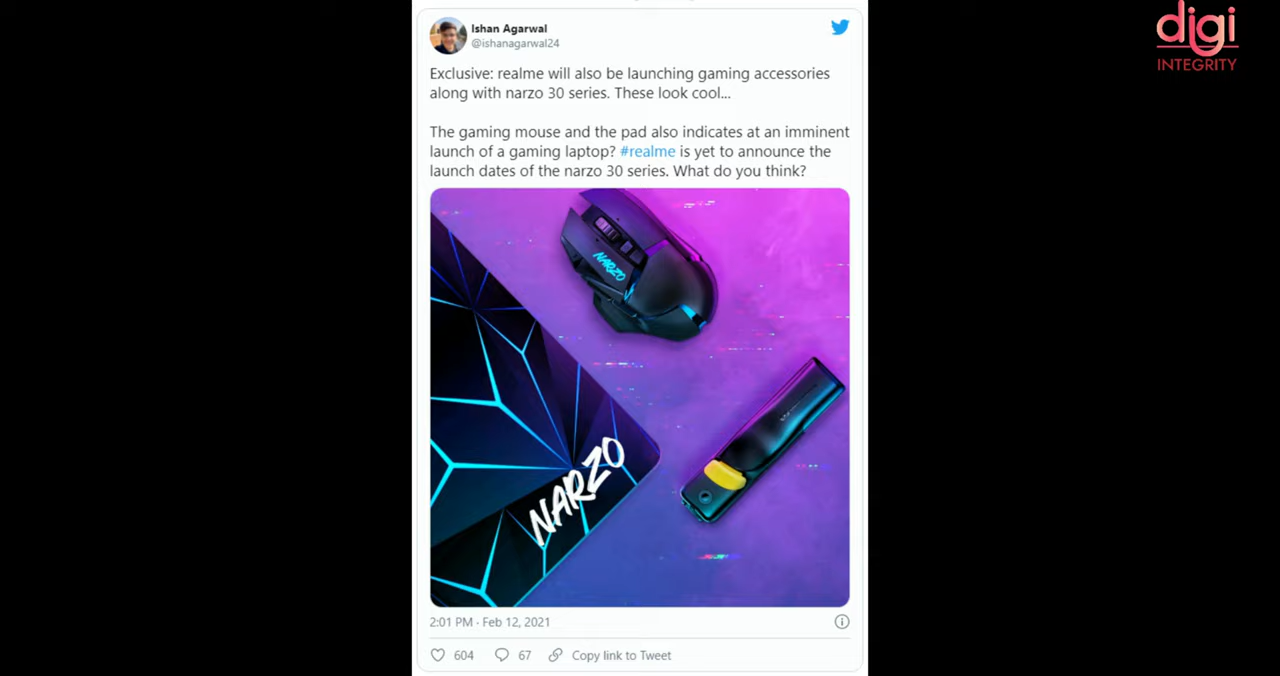 digi
INTEGRITY
Ishan Agarwal
@ishanagarwal24
Exclusive: realme will also be launching gaming accessories
along with narzo 30 series. These look cool...
The gaming mouse and the pad also indicates at an imminent
launch of a gaming laptop? #realme is yet to announce the
launch dates of the narzo 30 series. What do you think?
NARZO
NARZO
2:01 PM · Feb 12, 2021
604
67
Copy link to Tweet